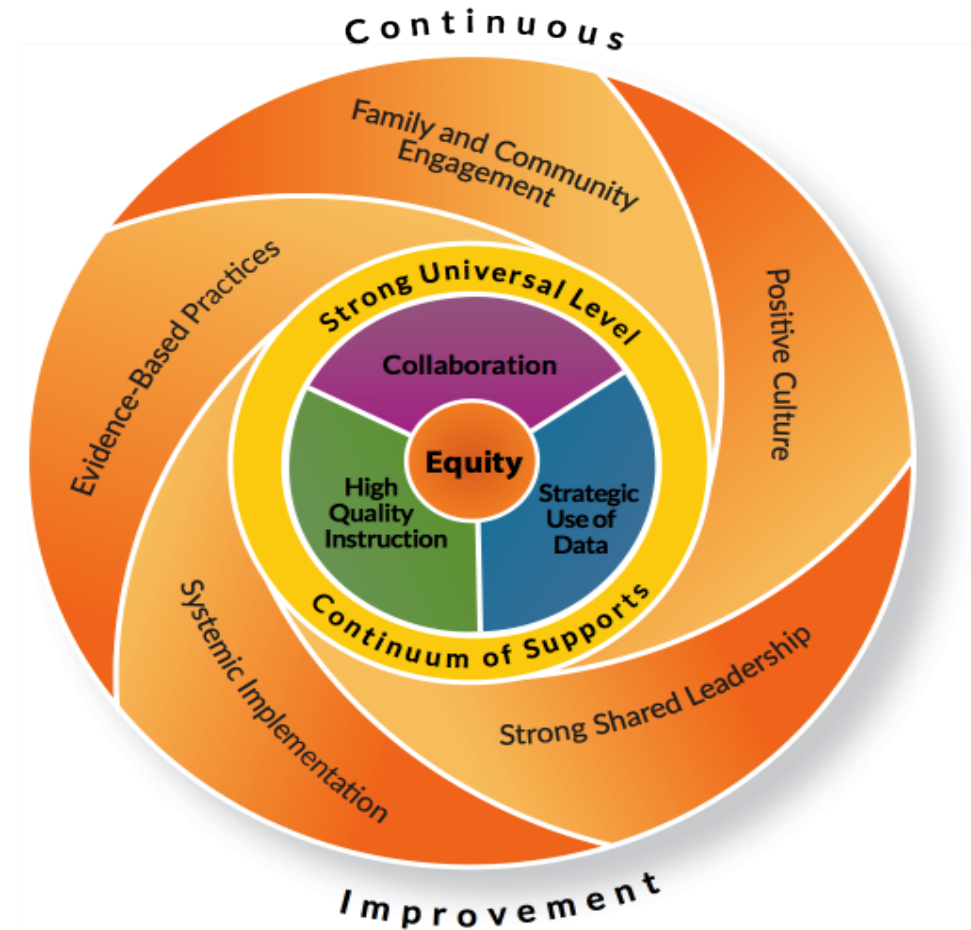 Continuous
Family and Community
Engagement
Positive Culture
Evidence-Based Practices
Strong Universal Level
Collaboration
Equity
High
Quality
Instruction
Strategic
Use of
Data
Continuum of Supports
Systemic Implementation
Strong Shared Leadership
Improvement